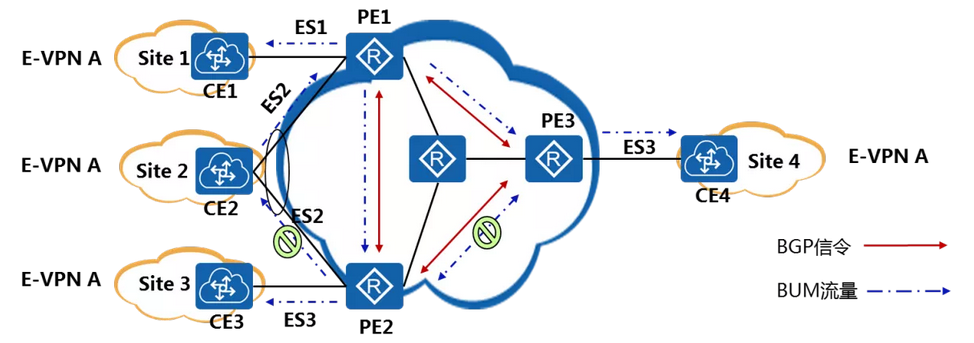 PE1
ES1
E-VPN A
Site 1
CE1
R
ES2
PE3
E-VPN A
Site 2
CE2
R
R
ES3
CE4
Site 4
E-VPN A
ES2
E-VPN A
Site 3
CE3
ES3
R
PE2
BGP信令
BUM流量